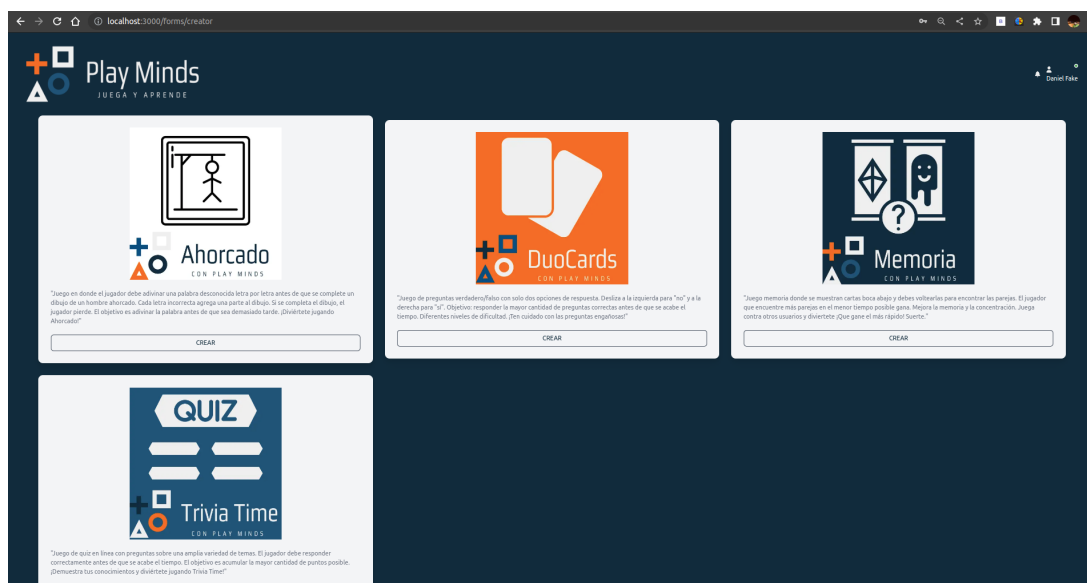 localhost:3000/forms/creator
Play Minds
JUEGA Y APRENDE
Daniel Fake
Ahorcado
CON PLAY MINDS
"Juego en donde el jugador debe adivinar una palabra desconocida letra por letra antes de que se complete un
dibujo de un hombre ahorcado. Cada letra incorrecta agrega una parte al dibujo. Si se completa el dibujo, el
jugador pierde. El objetivo es adivinar la palabra antes de que sea demasiado tarde. ¡Diviértete jugando
Ahorcado!"
CREAR
DuoCards
CON PLAY MINDS
"Juego de preguntas verdadero/falso con solo dos opciones de respuesta. Desliza a la izquierda para "no" y a la
derecha para "sí". Objetivo: responder la mayor cantidad de preguntas correctas antes de que se acabe el
tiempo. Diferentes niveles de dificultad. ¡Ten cuidado con las preguntas engañosas!"
CREAR
Memoria
CON PLAY MINDS
"Juego memoria donde se muestran cartas boca abajo y debes voltearlas para encontrar las parejas. El jugador
que encuentre más parejas en el menor tiempo posible gana. Mejora la memoria y la concentración. Juega
contra otros usuarios y diviertete ¡Que gane el más rápido! Suerte."
CREAR
QUIZ
Trivia Time
CON PLAY MINDS
"Juego de quiz en línea con preguntas sobre una amplia variedad de temas. El jugador debe responder
correctamente antes de que se acabe el tiempo. El objetivo es acumular la mayor cantidad de puntos posible.
¡Demuestra tus conocimientos y diviértete jugando Trivia Time!"